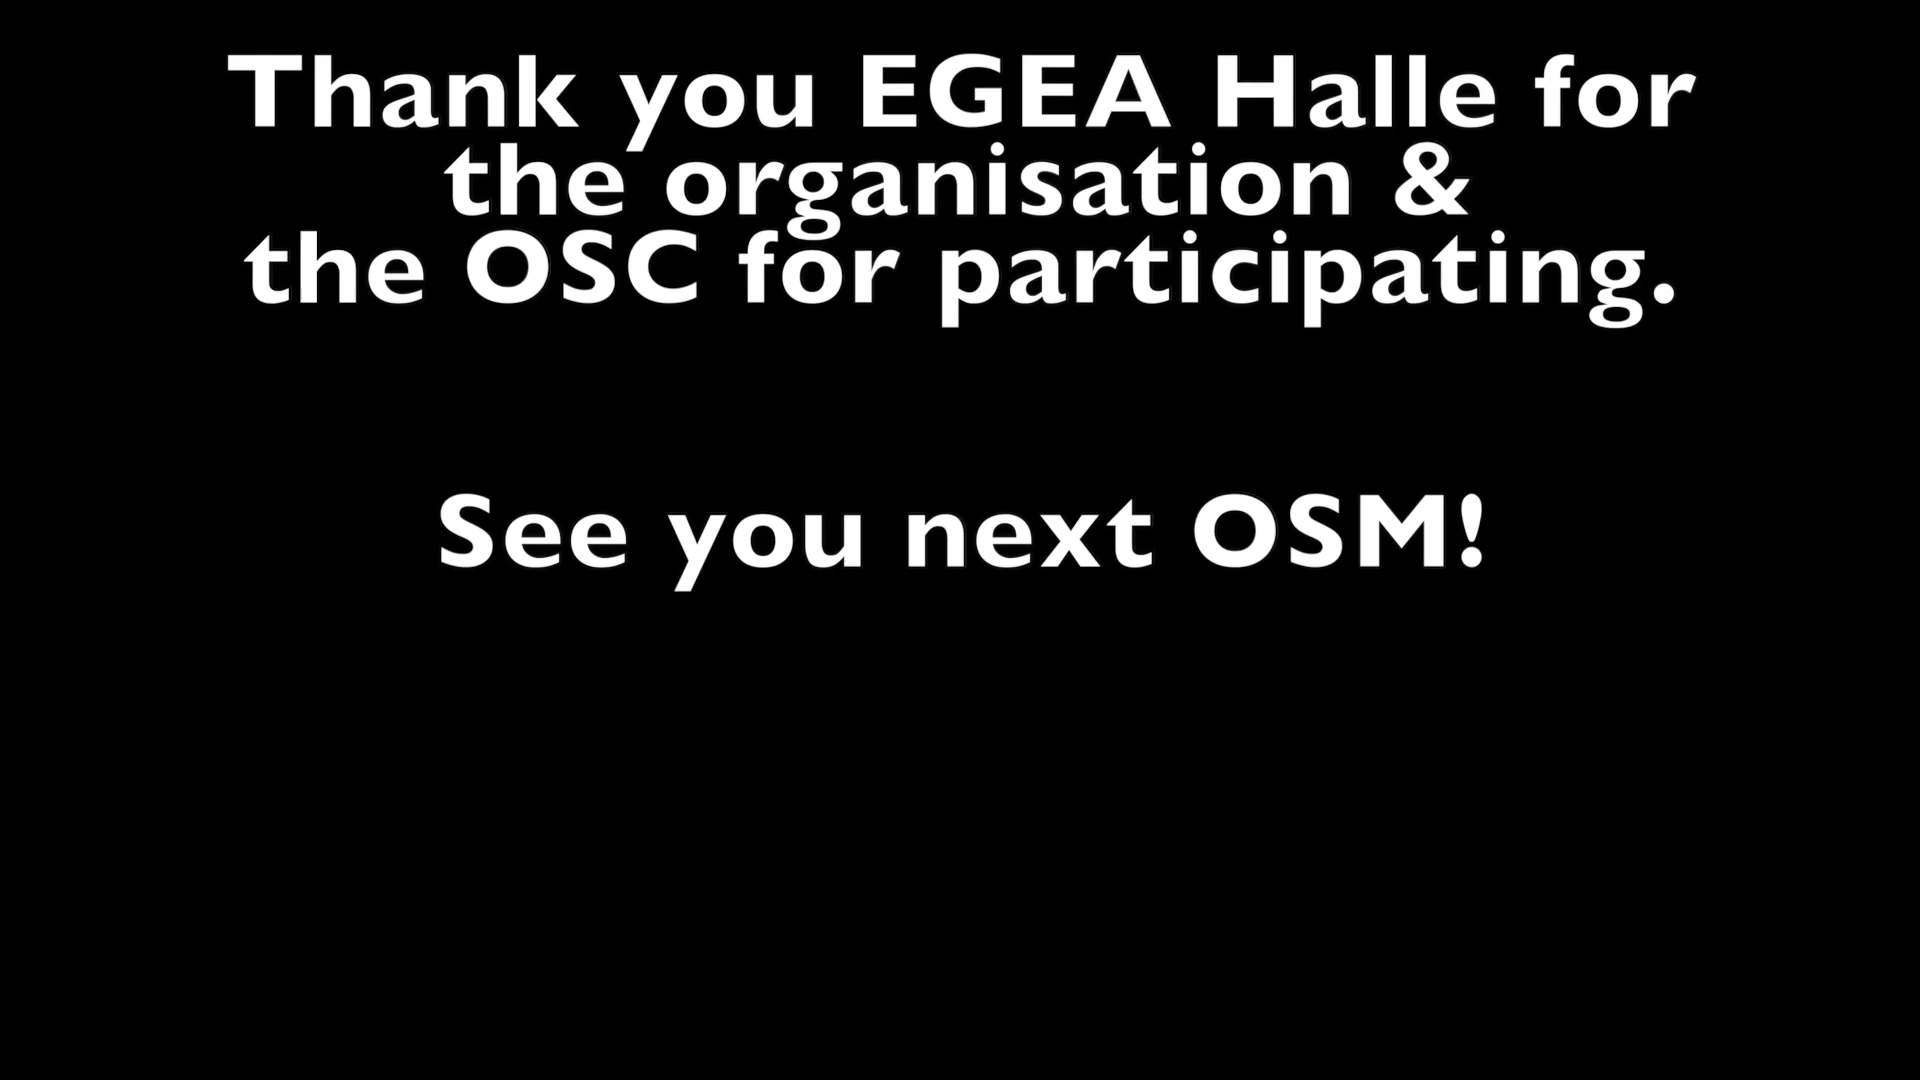 Thank you EGEA Halle for
the organisation &
the OSC for participating.
See you next OSM!